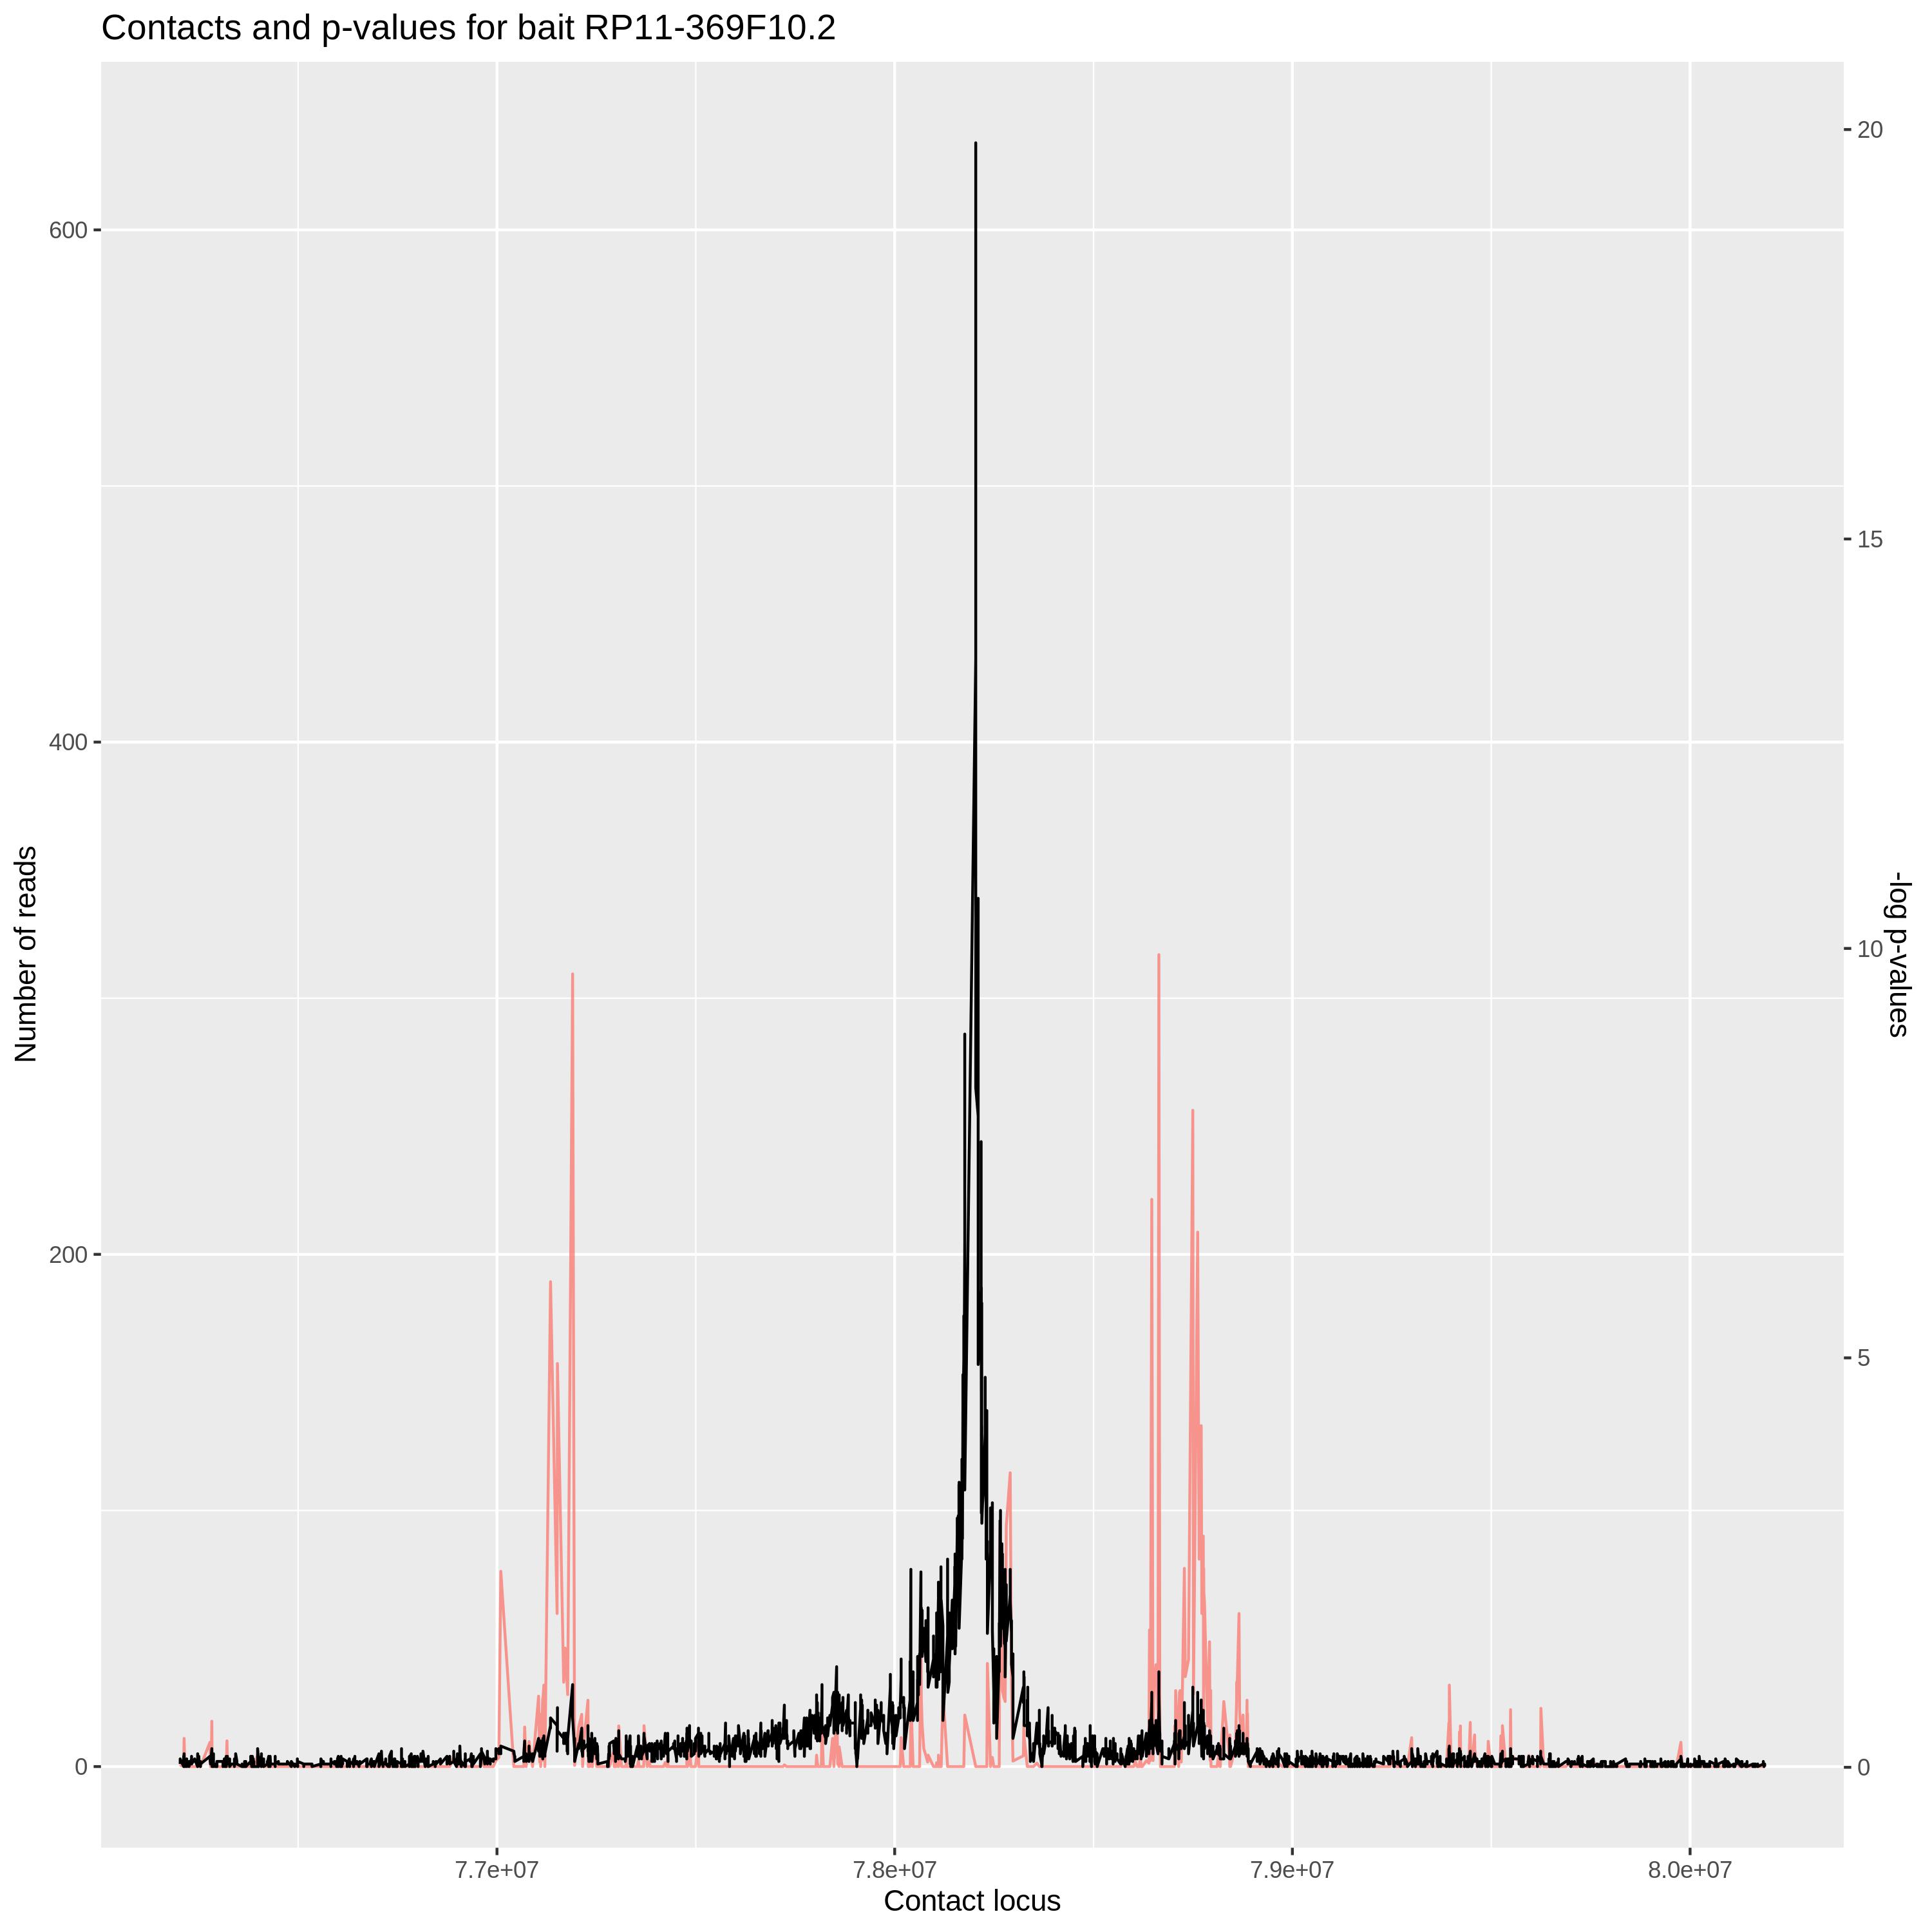 Contacts and p-values for bait RP11-369F10.2
600
400
200
0
Number of reads
20
15
10
5
0
-log p-values
7.7e+07
7.8e+07
7.9e+07
8.0e+07
Contact locus